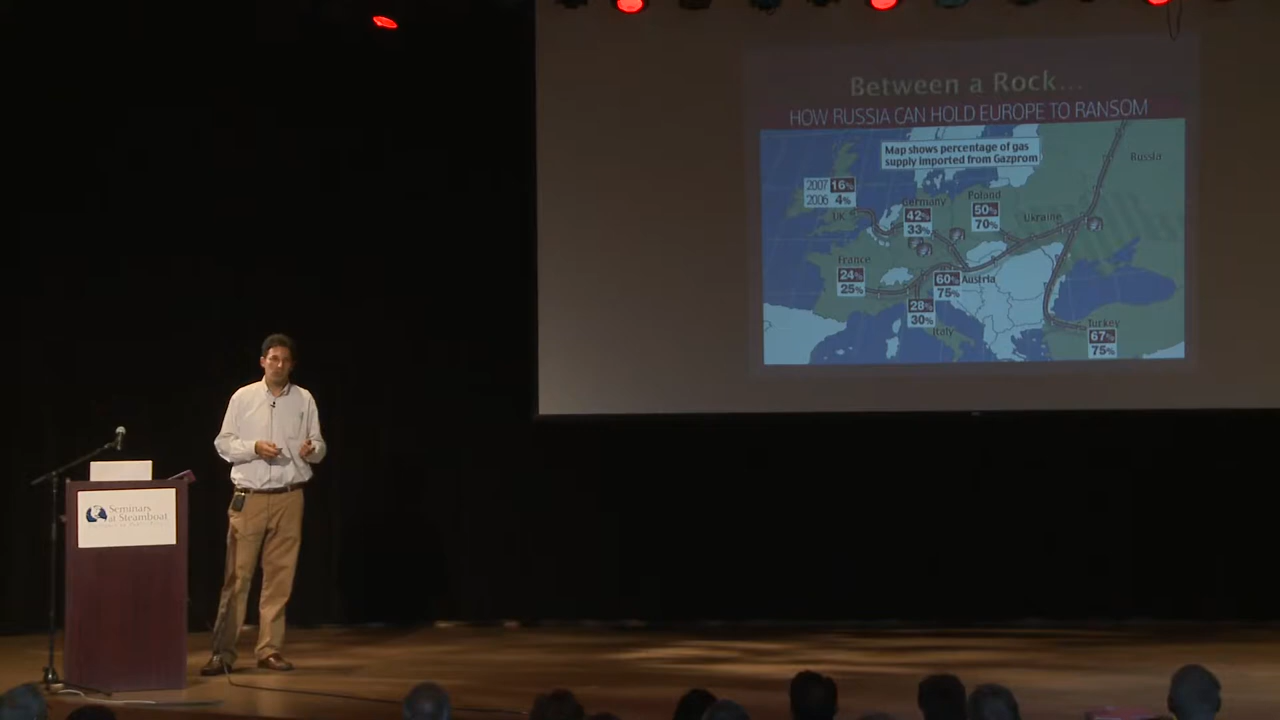 Between a Rock...
HOW RUSSIA CAN HOLD EUROPE TO RANSOM
Map shows percentage of gas
supply imported from Gazprom
Russia
2007 16%
2006 4%
UK
Germany
42%
33%
Poland
50%
70%
Ukraine
France
24%
25%
60%
75%
Austria
28%
30%
Italy
Turkey
67%
75%
Seminars
at Steamboat